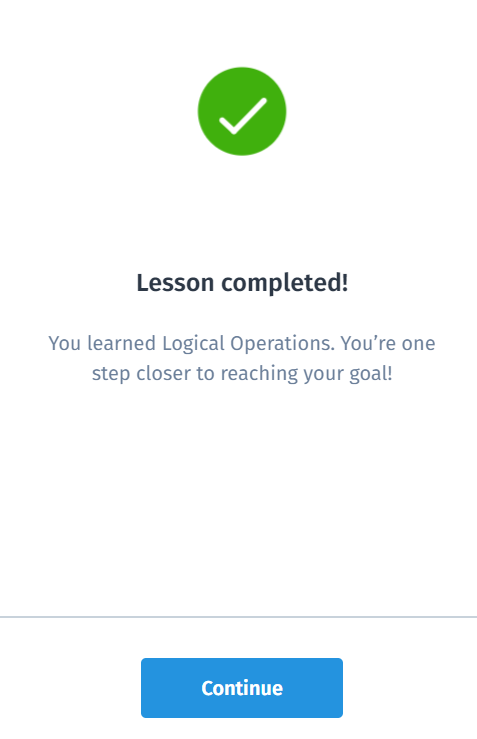 Lesson completed!
You learned Logical Operations. You’re one
step closer to reaching your goal!
Continue